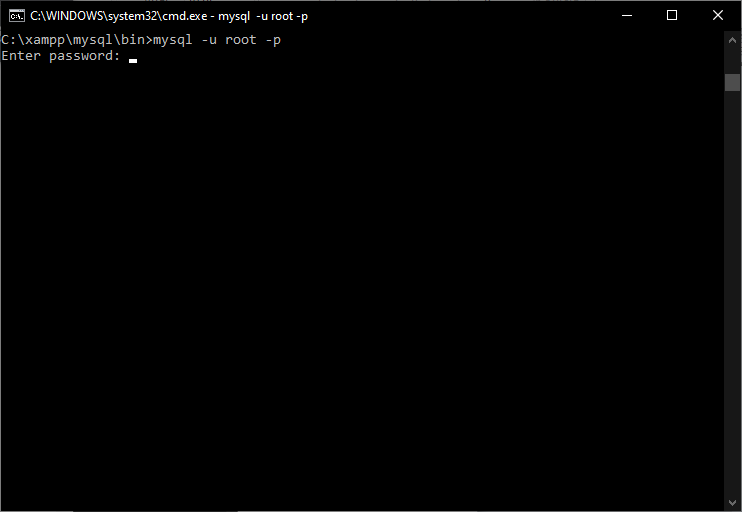 C:\WINDOWS\system32\cmd.exe - mysql  -u root -p
C:\xampp\mysql\bin>mysql -u root -p
Enter password: